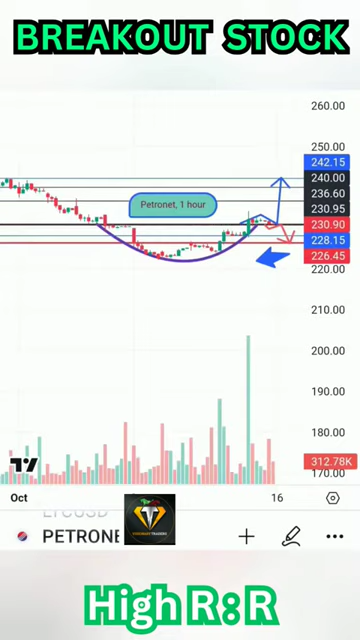 BREAKOUT STOCK
260.00
250.00
242.15
240.00
236.60
230.95
230.90
228.15
226.45
220.00
210.00
200.00
190.00
180.00
312.78K
170.00
Petronet, 1 hour
Oct
16
PETRONE
High R:R